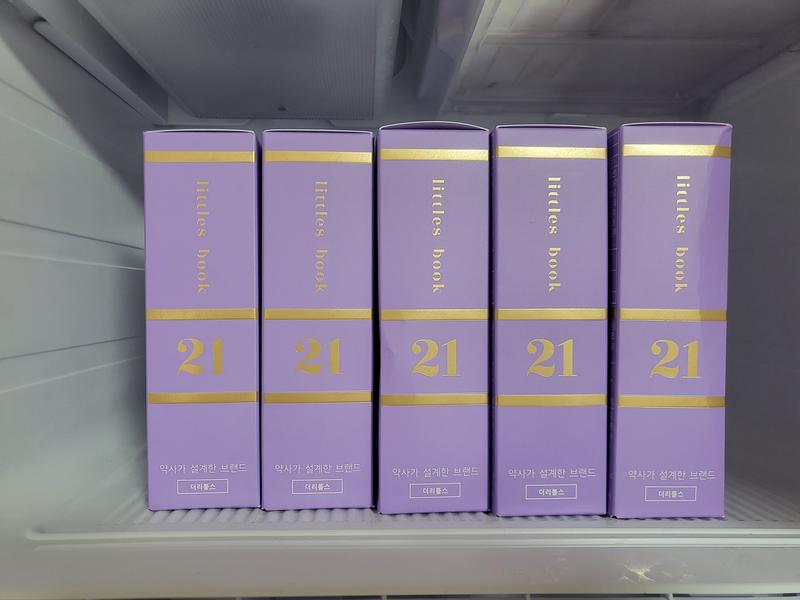 littles book
21
약사가 설계한 브랜드
더리틀스
littles book
21
약사가 설계한 브랜드
더리틀스
littles book
21
약사가 설계한 브랜드
더리틀스
littles book
21
약사가 설계한 브랜드
더리틀스
littles book
21
약사가 설계한 브랜드
더리틀스